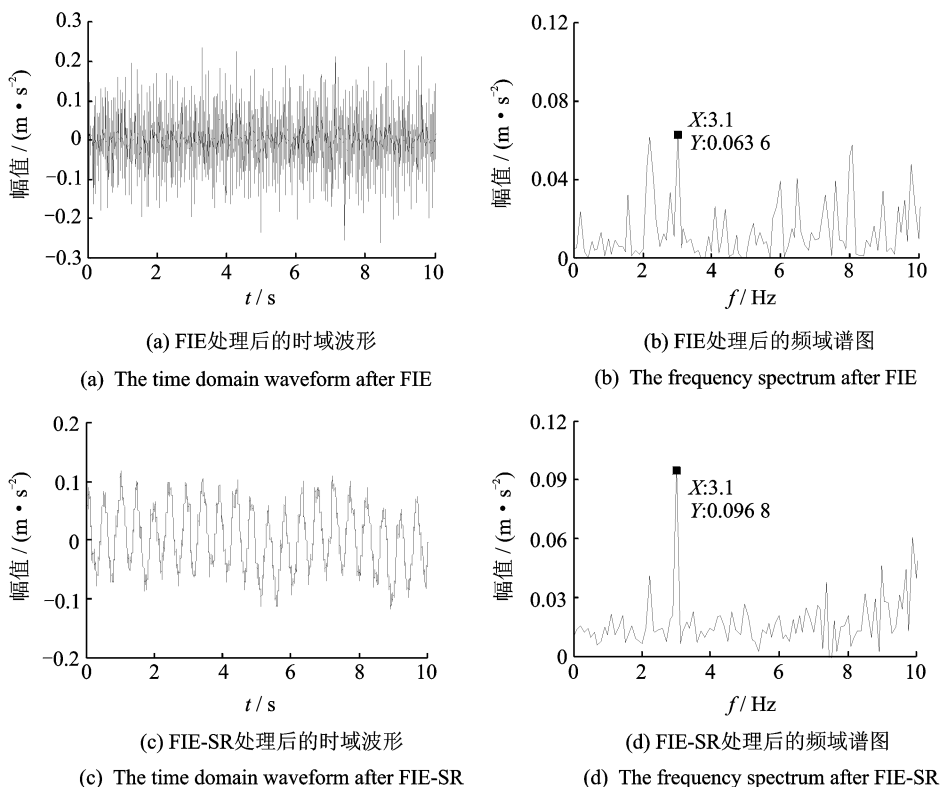 0.3
0.2
0.1
0
−0.1
−0.2
−0.3
幅值 / (m·s⁻²)
0 2 4 6 8 10
t / s
(a) FIE处理后的时域波形
(a) The time domain waveform after FIE
0.12
0.08
0.04
0
幅值 / (m·s⁻²)
X:3.1
Y:0.063 6
0 2 4 6 8 10
f / Hz
(b) FIE处理后的频域谱图
(b) The frequency spectrum after FIE
0.2
0.1
0
−0.1
−0.2
幅值 / (m·s⁻²)
0 2 4 6 8 10
t / s
(c) FIE-SR处理后的时域波形
(c) The time domain waveform after FIE-SR
0.12
0.09
0.06
0.03
0
幅值 / (m·s⁻²)
X:3.1
Y:0.096 8
0 2 4 6 8 10
f / Hz
(d) FIE-SR处理后的频域谱图
(d) The frequency spectrum after FIE-SR